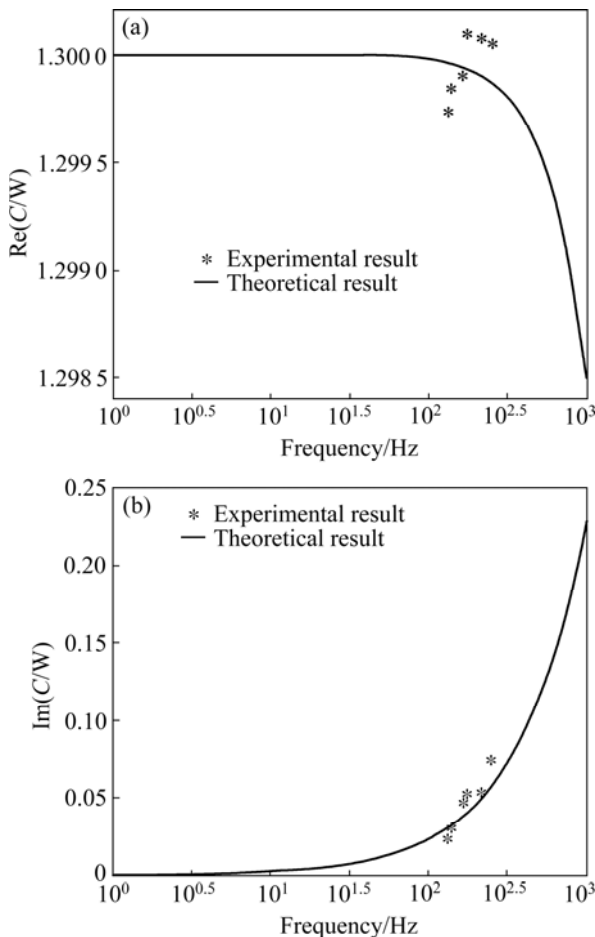 (a)
1.300 0
1.299 5
1.299 0
1.298 5
Re(C/W)
* Experimental result
— Theoretical result
10^0 10^0.5 10^1 10^1.5 10^2 10^2.5 10^3
Frequency/Hz
(b)
0.25
0.20
0.15
0.10
0.05
0
Im(C/W)
* Experimental result
— Theoretical result
10^0 10^0.5 10^1 10^1.5 10^2 10^2.5 10^3
Frequency/Hz